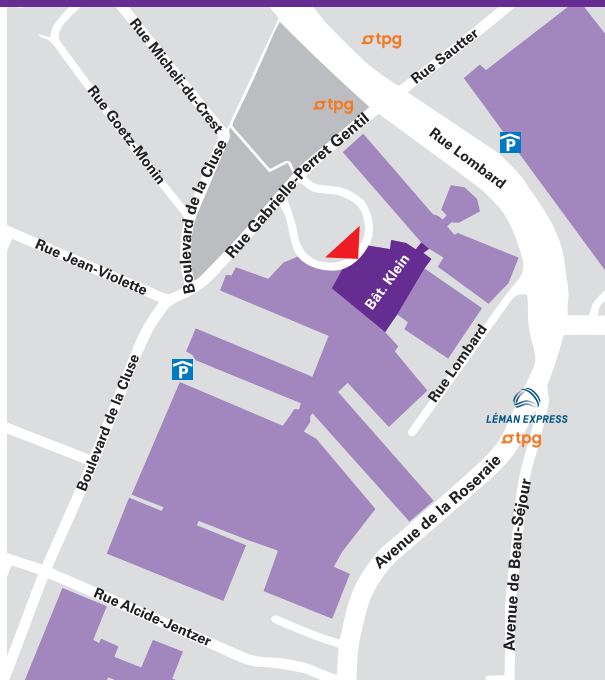 tpg
Rue Micheli-du-Crest
Rue Sautter
Rue Goetz-Monin
tpg
Rue Gabrielle-Perret Gentil
Rue Lombard
P
Boulevard de la Cluse
Rue Jean-Violette
Bât. Klein
P
Rue Lombard
Boulevard de la Cluse
LÉMAN EXPRESS
tpg
Avenue de la Roseraie
Avenue de Beau-Séjour
Rue Alcide-Jentzer